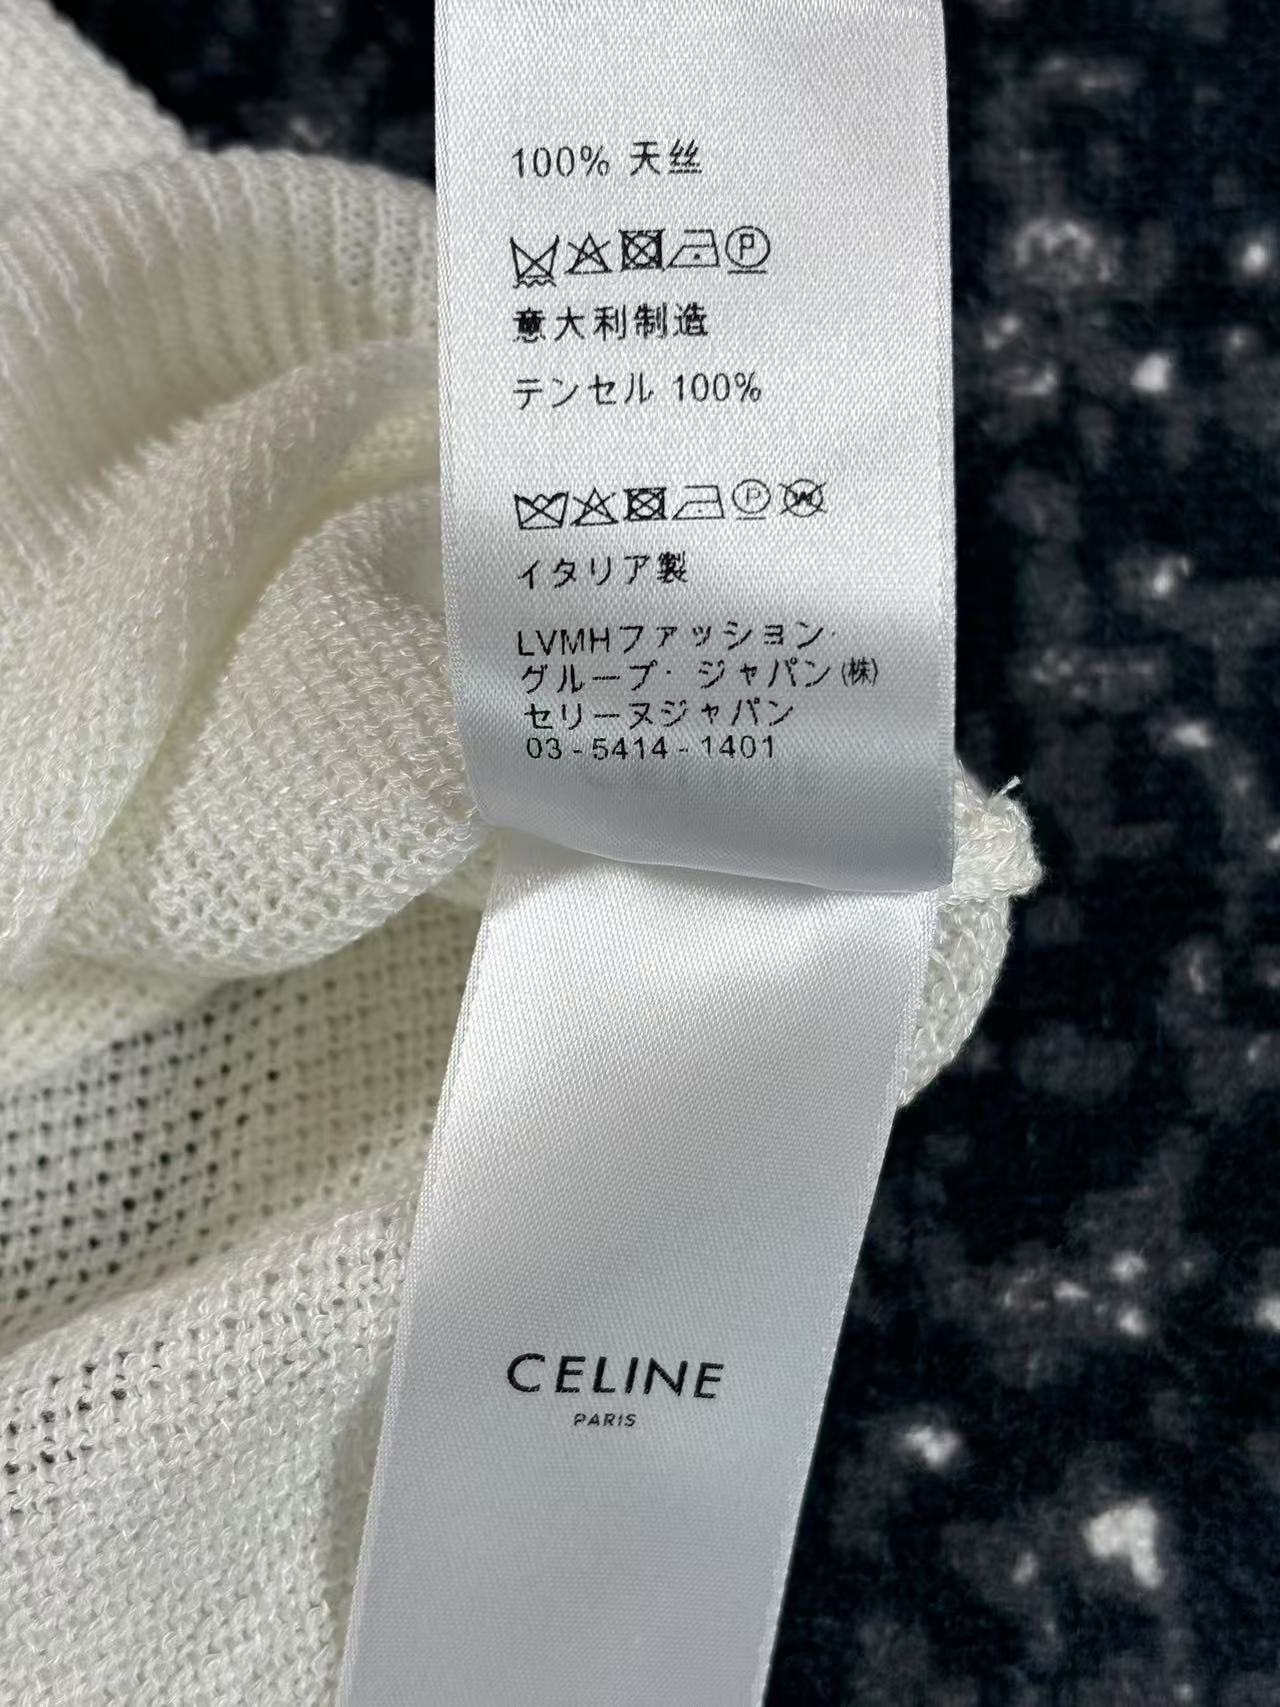 100% 天丝
意大利制造
テンセル 100%
イタリア製
LVMHファッション·
グループ· ジャパン(株)
セリーヌジャパン
03-5414-1401
CELINE
PARIS